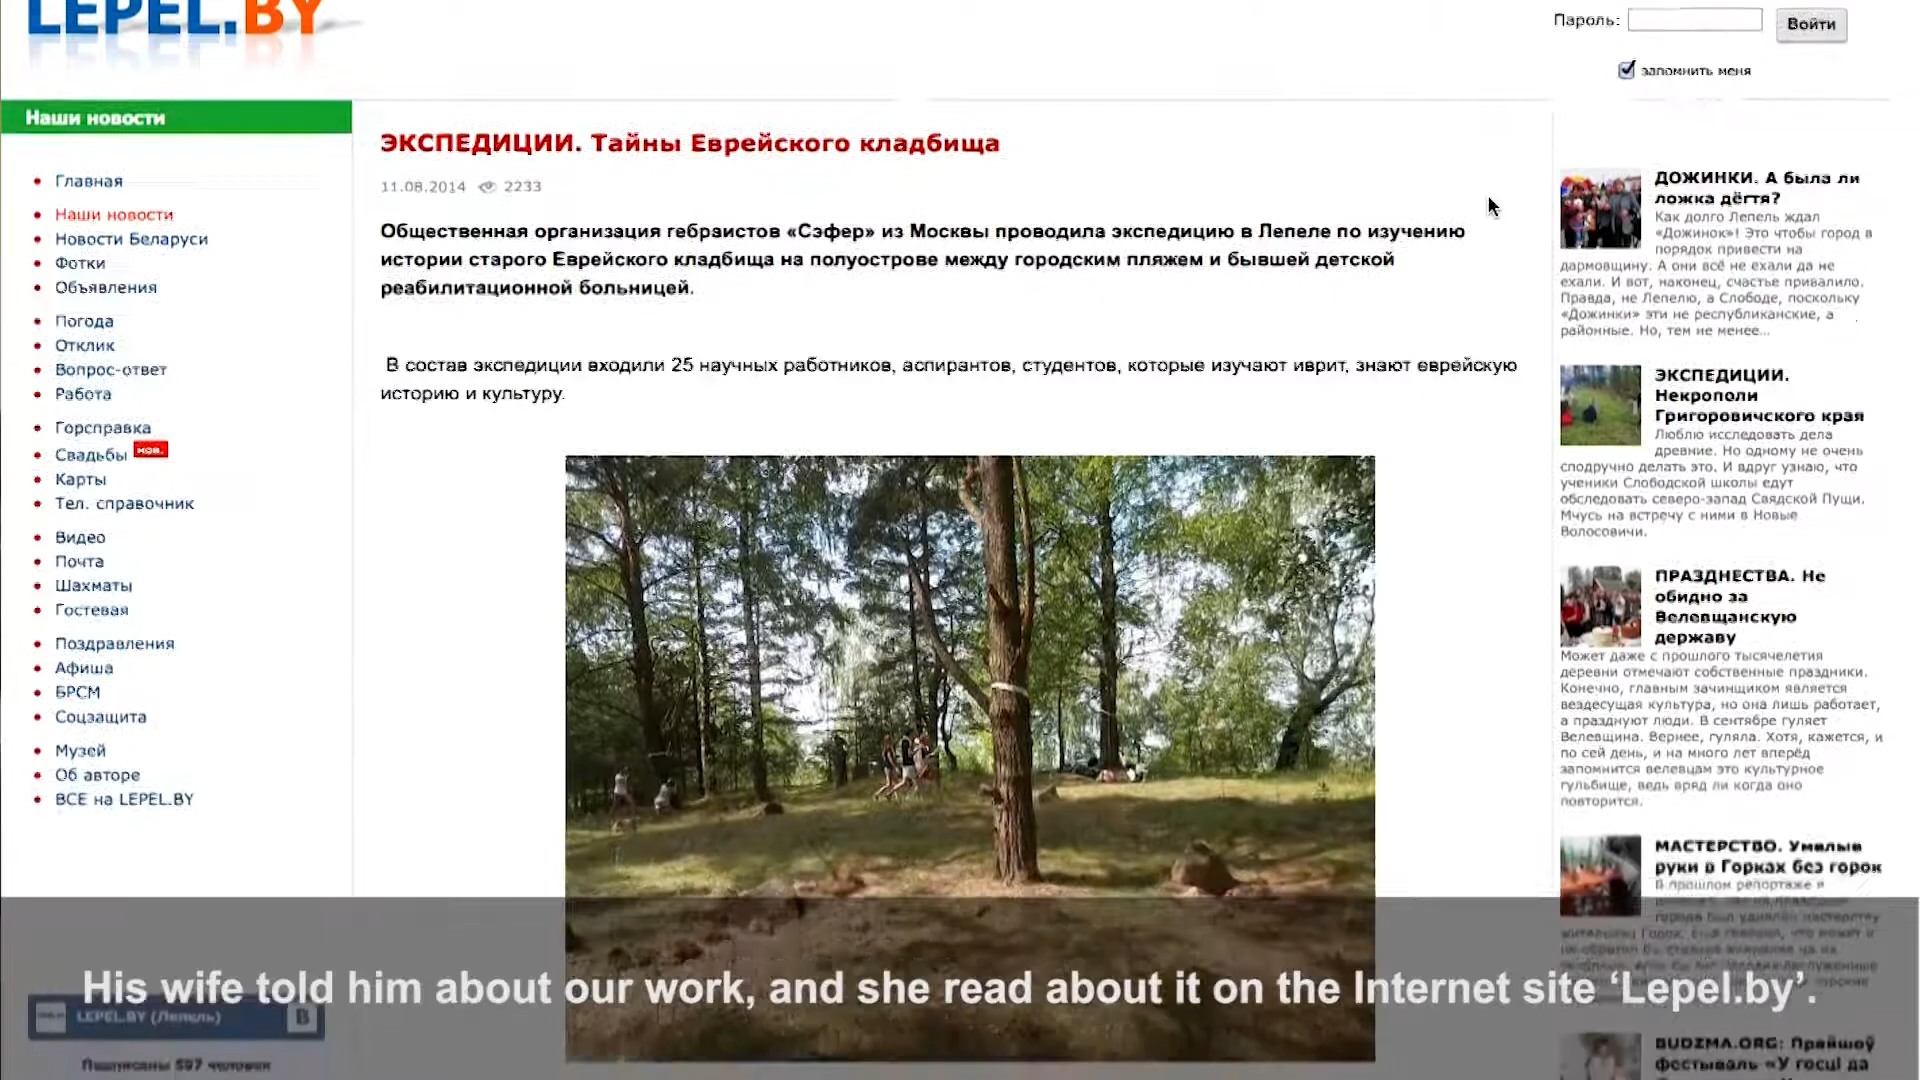 LEPEL.BY
Пароль:
Войти
запомнить меня
Наши новости
Главная
Наши новости
Новости Беларуси
Фотки
Объявления
Погода
Отклик
Вопрос-ответ
Работа
Горсправка
Свадьбы нов.
Карты
Тел. справочник
Видео
Почта
Шахматы
Гостевая
Поздравления
Афиша
БРСМ
Соцзащита
Музей
Об авторе
ВСЕ на LEPEL.BY
LEPEL.BY (Лепель)
B
Подписаны 597 человек
ЭКСПЕДИЦИИ. Тайны Еврейского кладбища
11.08.2014 2233
Общественная организация гебраистов «Сэфер» из Москвы проводила экспедицию в Лепеле по изучению
истории старого Еврейского кладбища на полуострове между городским пляжем и бывшей детской
реабилитационной больницей.
В состав экспедиции входили 25 научных работников, аспирантов, студентов, которые изучают иврит, знают еврейскую
историю и культуру.
ДОЖИНКИ. А была ли
ложка дёгтя?
Как долго Лепель ждал
«Дожинок»! Это чтобы город в
порядок привести на
дармовщину. А они всё не ехали да не
ехали. И вот, наконец, счастье привалило.
Правда, не Лепелю, а Слободе, поскольку
«Дожинки» эти не республиканские, а
районные. Но, тем не менее...
ЭКСПЕДИЦИИ.
Некрополи
Григоровичского края
Люблю исследовать дела
древние. Но одному не очень
сподручно делать это. И вдруг узнаю, что
ученики Слободской школы едут
обследовать северо-запад Свядской Пущи.
Мчусь на встречу с ними в Новые
Волосовичи.
ПРАЗДНЕСТВА. Не
обидно за
Велевщанскую
державу
Может даже с прошлого тысячелетия
деревни отмечают собственные праздники.
Конечно, главным зачинщиком является
вездесущая культура, но она лишь работает,
а празднуют люди. В сентябре гуляет
Велевщина. Вернее, гуляла. Хотя, кажется, и
по сей день, и на много лет вперёд
запомнится велевцам это культурное
гульбище, ведь вряд ли когда оно
повторится.
МАСТЕРСТВО. Умелые
руки в Горках без горок
В прошлом репортаже я
BUDZMA.ORG: Прайшоў
фестываль «У госці да
His wife told him about our work, and she read about it on the Internet site ‘Lepel.by’.